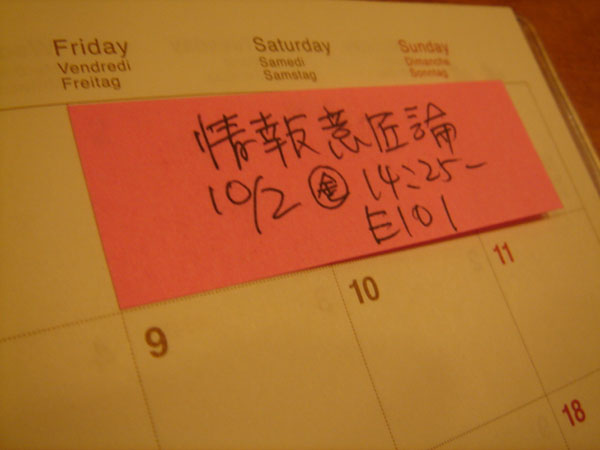 Friday Saturday Sunday
Vendredi Samedi Dimanche
Freitag Samstag Sonntag
情報意匠論
10/2 ㊎ 14:25-
E101
9 10 11
18